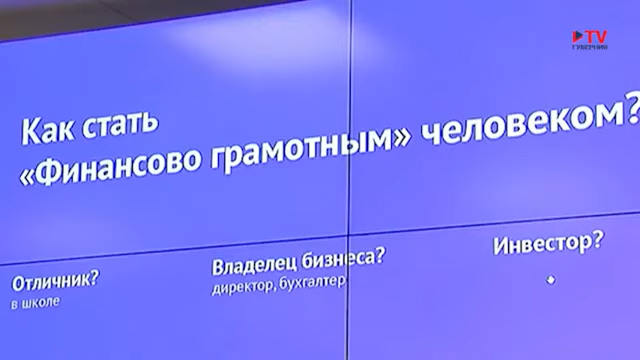 TV
ГУБЕРНИЯ
Как стать
«Финансово грамотным» человеком?
Отличник?
в школе
Владелец бизнеса?
директор, бухгалтер
Инвестор?